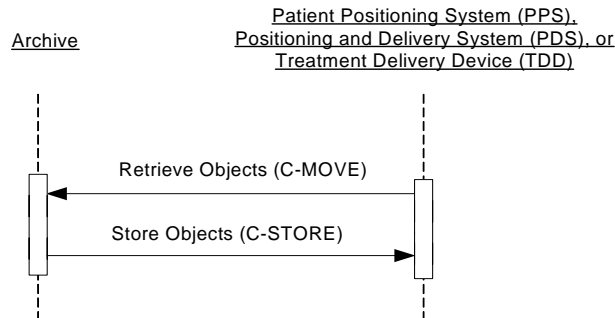 Patient Positioning System (PPS),
Archive
Positioning and Delivery System (PDS), or
Treatment Delivery Device (TDD)
Retrieve Objects (C-MOVE)
Store Objects (C-STORE)